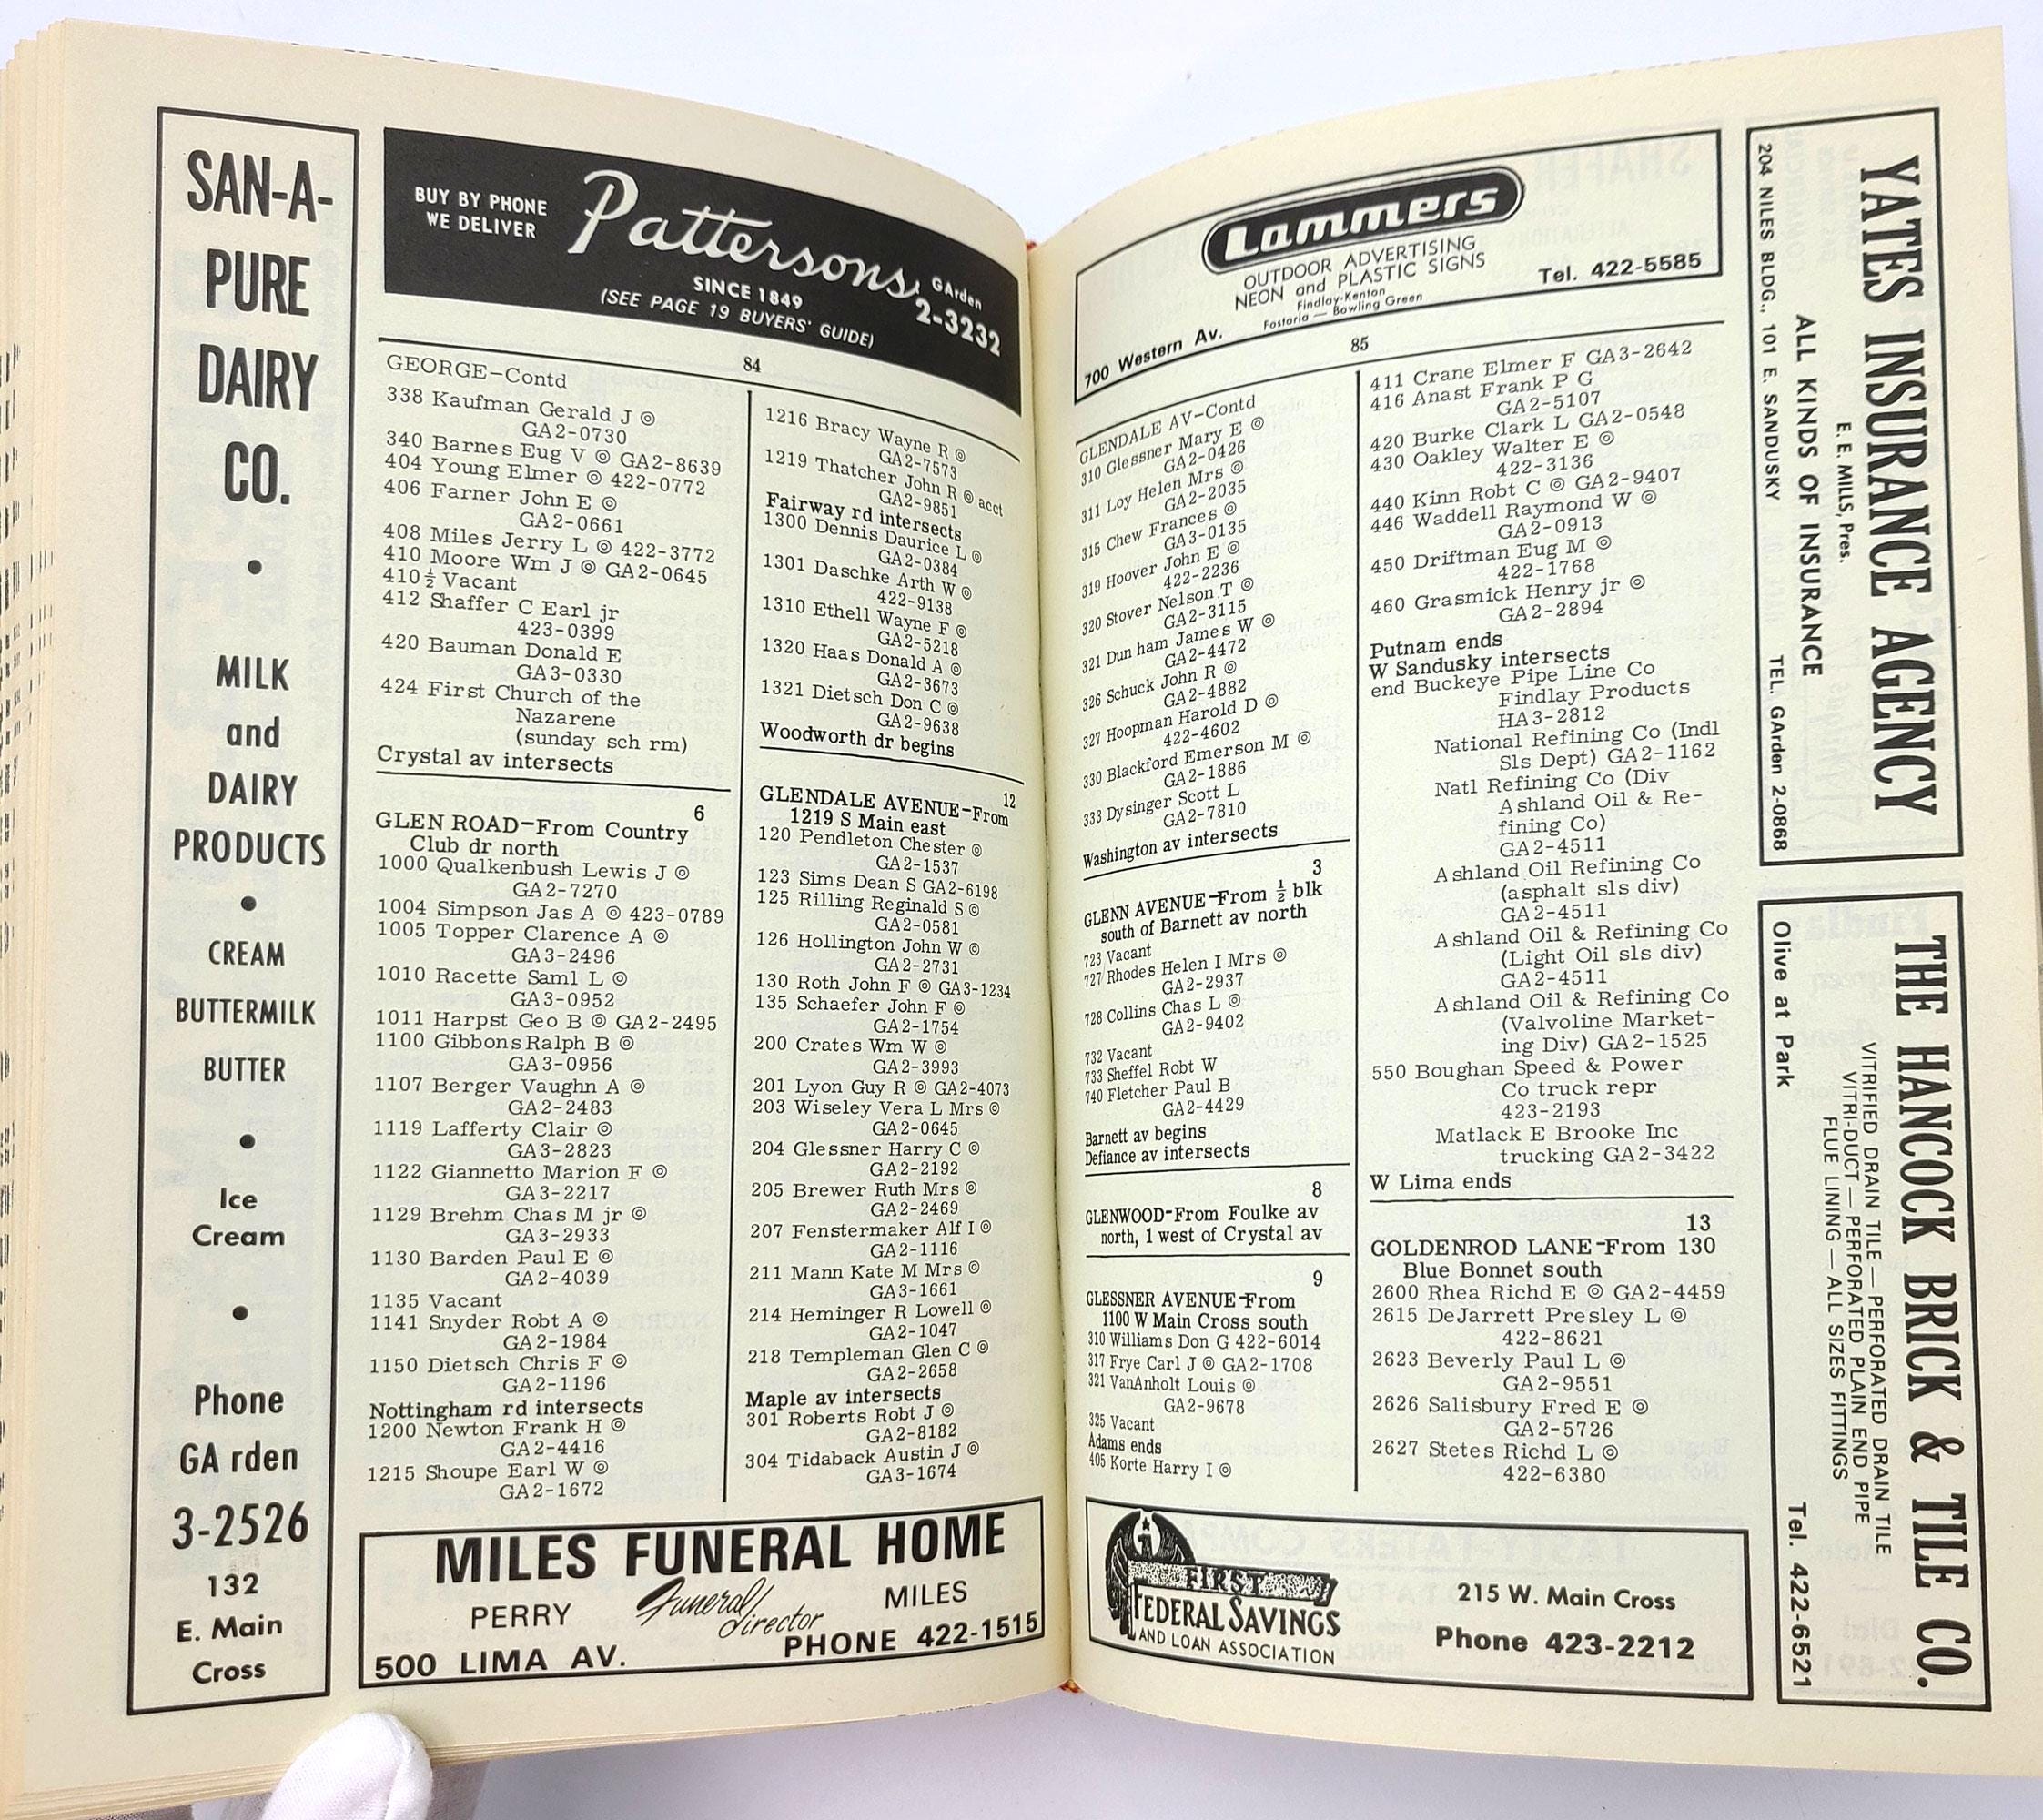 SAN-A-
PURE
DAIRY
CO.
•
MILK
and
DAIRY
PRODUCTS
•
CREAM
BUTTERMILK
BUTTER
•
Ice
Cream
•
Phone
GA rden
3-2526
132
E. Main
Cross
BUY BY PHONE
WE DELIVER
Pattersons
SINCE 1849
(SEE PAGE 19 BUYERS' GUIDE)
GArden
2-3232
84
GEORGE—Contd
338 Kaufman Gerald J ◎
GA2-0730
340 Barnes Eug V ◎ GA2-8639
404 Young Elmer ◎ 422-0772
406 Farner John E ◎
GA2-0661
408 Miles Jerry L ◎ 422-3772
410 Moore Wm J ◎ GA2-0645
410½ Vacant
412 Shaffer C Earl jr
423-0399
420 Bauman Donald E
GA3-0330
424 First Church of the
Nazarene
(sunday sch rm)
Crystal av intersects
6
GLEN ROAD—From Country
Club dr north
1000 Qualkenbush Lewis J ◎
GA2-7270
1004 Simpson Jas A ◎ 423-0789
1005 Topper Clarence A ◎
GA3-2496
1010 Racette Saml L ◎
GA3-0952
1011 Harpst Geo B ◎ GA2-2495
1100 Gibbons Ralph B ◎
GA3-0956
1107 Berger Vaughn A ◎
GA2-2483
1119 Lafferty Clair ◎
GA3-2823
1122 Giannetto Marion F ◎
GA3-2217
1129 Brehm Chas M jr ◎
GA3-2933
1130 Barden Paul E ◎
GA2-4039
1135 Vacant
1141 Snyder Robt A ◎
GA2-1984
1150 Dietsch Chris F ◎
GA2-1196
Nottingham rd intersects
1200 Newton Frank H ◎
GA2-4416
1215 Shoupe Earl W ◎
GA2-1672
1216 Bracy Wayne R ◎
GA2-7573
1219 Thatcher John R ◎ acct
GA2-9851
Fairway rd intersects
1300 Dennis Daurice L ◎
GA2-0384
1301 Daschke Arth W ◎
422-9138
1310 Ethell Wayne F ◎
GA2-5218
1320 Haas Donald A ◎
GA2-3673
1321 Dietsch Don C ◎
GA2-9638
Woodworth dr begins
12
GLENDALE AVENUE—From
1219 S Main east
120 Pendleton Chester ◎
GA2-1537
123 Sims Dean S GA2-6198
125 Rilling Reginald S ◎
GA2-0581
126 Hollington John W ◎
GA2-2731
130 Roth John F ◎ GA3-1234
135 Schaefer John F ◎
GA2-1754
200 Crates Wm W ◎
GA2-3993
201 Lyon Guy R ◎ GA2-4073
203 Wiseley Vera L Mrs ◎
GA2-0645
204 Glessner Harry C ◎
GA2-2192
205 Brewer Ruth Mrs ◎
GA2-2469
207 Fenstermaker Alf I ◎
GA2-1116
211 Mann Kate M Mrs ◎
GA3-1661
214 Heminger R Lowell ◎
GA2-1047
218 Templeman Glen C ◎
GA2-2658
Maple av intersects
301 Roberts Robt J ◎
GA2-8182
304 Tidaback Austin J ◎
GA3-1674
MILES FUNERAL HOME
PERRY Funeral Director MILES
500 LIMA AV. PHONE 422-1515
Lammers
OUTDOOR ADVERTISING
NEON and PLASTIC SIGNS
Findlay-Kenton
Fostoria — Bowling Green
700 Western Av.
Tel. 422-5585
85
GLENDALE AV—Contd
310 Glessner Mary E ◎
GA2-0426
311 Loy Helen Mrs ◎
GA2-2035
315 Chew Frances ◎
GA3-0135
319 Hoover John E ◎
422-2236
320 Stover Nelson T ◎
GA2-3115
321 Dun ham James W ◎
GA2-4472
326 Schuck John R ◎
GA2-4882
327 Hoopman Harold D ◎
422-4602
330 Blackford Emerson M ◎
GA2-1886
333 Dysinger Scott L
GA2-7810
Washington av intersects
3
GLENN AVENUE—From ½ blk
south of Barnett av north
723 Vacant
727 Rhodes Helen I Mrs ◎
GA2-2937
728 Collins Chas L ◎
GA2-9402
732 Vacant
733 Sheffel Robt W
740 Fletcher Paul B
GA2-4429
Barnett av begins
Defiance av intersects
8
GLENWOOD—From Foulke av
north, 1 west of Crystal av
9
GLESSNER AVENUE—From
1100 W Main Cross south
310 Williams Don G 422-6014
317 Frye Carl J ◎ GA2-1708
321 VanAnholt Louis ◎
GA2-9678
325 Vacant
Adams ends
405 Korte Harry I ◎
411 Crane Elmer F GA3-2642
416 Anast Frank P G
GA2-5107
420 Burke Clark L GA2-0548
430 Oakley Walter E ◎
422-3136
440 Kinn Robt C ◎ GA2-9407
446 Waddell Raymond W ◎
GA2-0913
450 Driftman Eug M ◎
422-1768
460 Grasmick Henry jr ◎
GA2-2894
Putnam ends
W Sandusky intersects
end Buckeye Pipe Line Co
Findlay Products
HA3-2812
National Refining Co (Indl
Sls Dept) GA2-1162
Natl Refining Co (Div
Ashland Oil & Re-
fining Co)
GA2-4511
Ashland Oil Refining Co
(asphalt sls div)
GA2-4511
Ashland Oil & Refining Co
(Light Oil sls div)
GA2-4511
Ashland Oil & Refining Co
(Valvoline Market-
ing Div) GA2-1525
550 Boughan Speed & Power
Co truck repr
423-2193
Matlack E Brooke Inc
trucking GA2-3422
W Lima ends
13
GOLDENROD LANE—From 130
Blue Bonnet south
2600 Rhea Richd E ◎ GA2-4459
2615 DeJarrett Presley L ◎
422-8621
2623 Beverly Paul L ◎
GA2-9551
2626 Salisbury Fred E ◎
GA2-5726
2627 Stetes Richd L ◎
422-6380
FIRST
FEDERAL SAVINGS
AND LOAN ASSOCIATION
215 W. Main Cross
Phone 423-2212
YATES INSURANCE AGENCY
E. E. MILLS, Pres.
ALL KINDS OF INSURANCE
204 NILES BLDG., 101 E. SANDUSKY TEL. GArden 2-0868
THE HANCOCK BRICK & TILE CO.
VITRIFIED DRAIN TILE — PERFORATED DRAIN TILE
VITRI-DUCT — PERFORATED PLAIN END PIPE
FLUE LINING — ALL SIZES FITTINGS
Olive at Park Tel. 422-6521